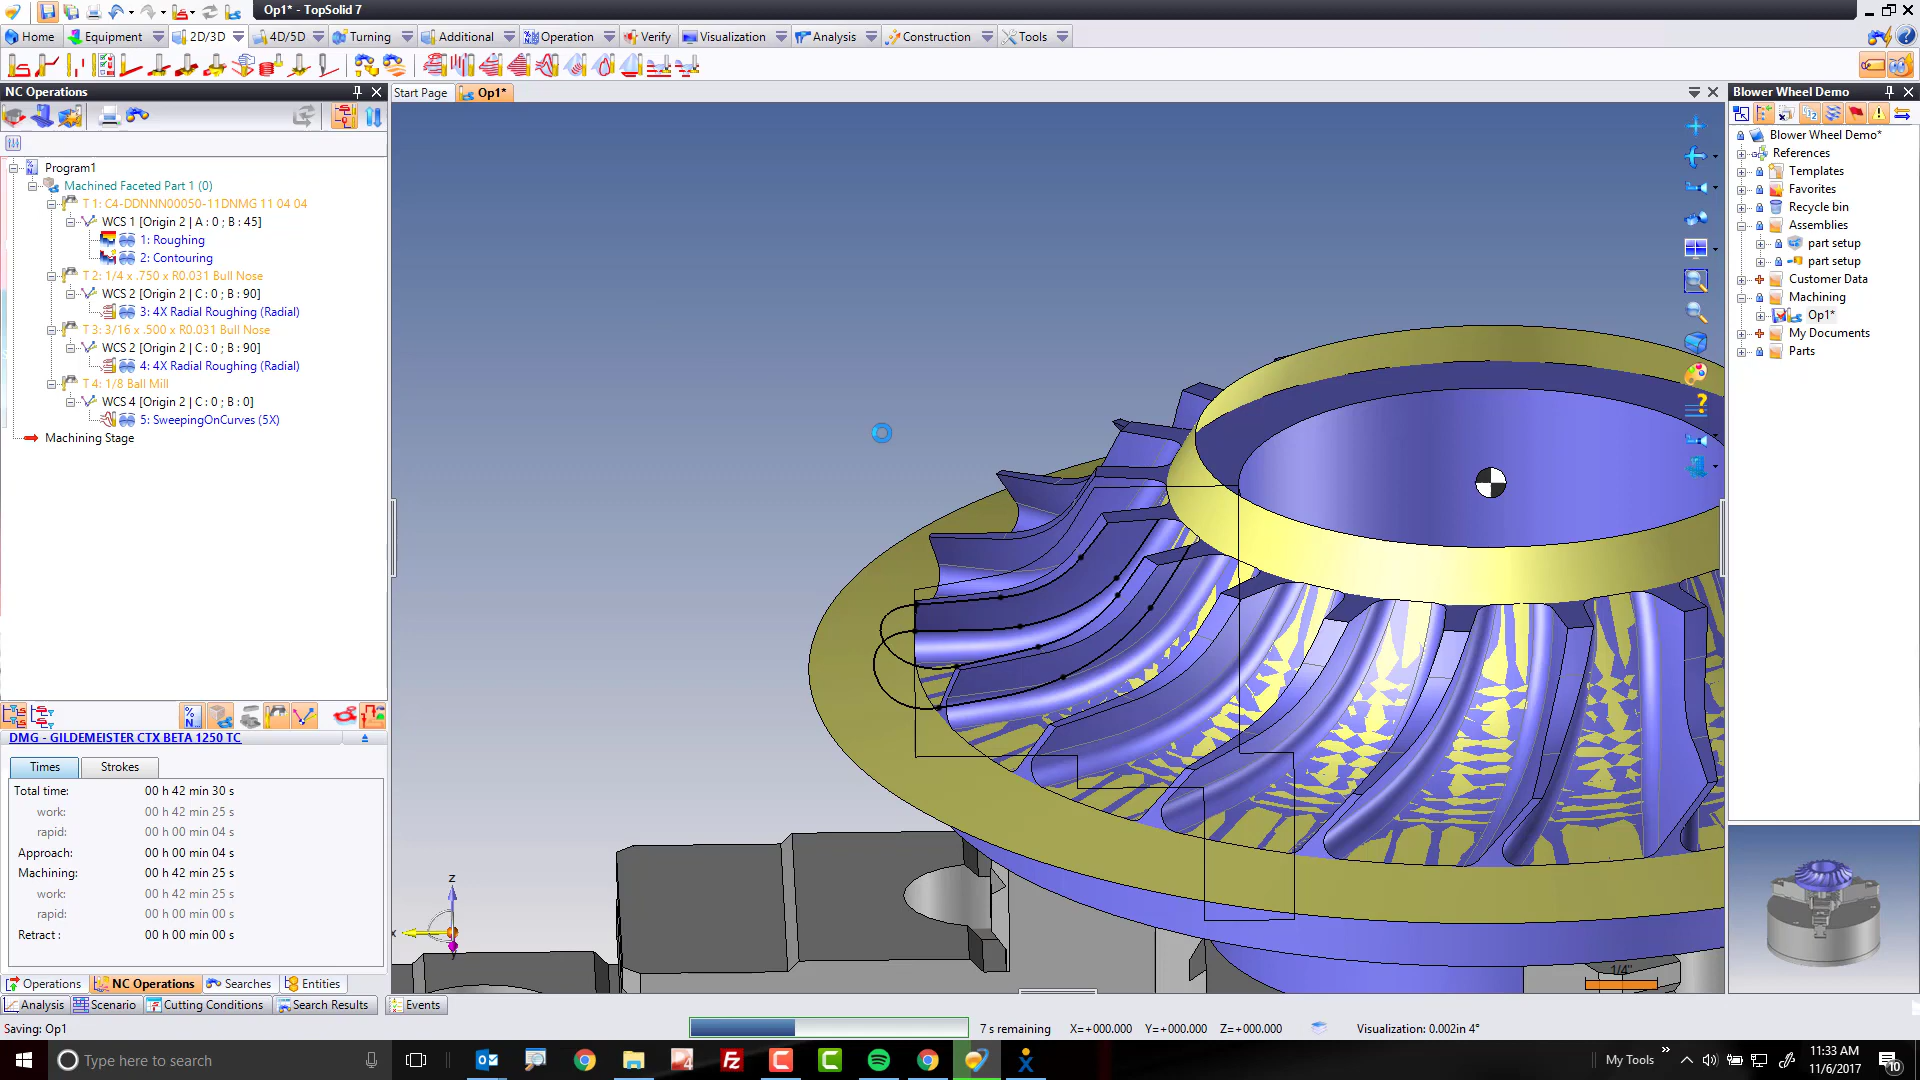 Op1* - TopSolid 7
Home
Equipment
2D/3D
4D/5D
Turning
Additional
Operation
Verify
Visualization
Analysis
Construction
Tools
NC Operations
Start Page
Op1*
Blower Wheel Demo
Program1
Machined Faceted Part 1 (0)
T 1: C4-DDNNN00050-11DNMG 11 04 04
WCS 1 [Origin 2 | A : 0 ; B : 45]
1: Roughing
2: Contouring
T 2: 1/4 x .750 x R0.031 Bull Nose
WCS 2 [Origin 2 | C : 0 ; B : 90]
3: 4X Radial Roughing (Radial)
T 3: 3/16 x .500 x R0.031 Bull Nose
WCS 2 [Origin 2 | C : 0 ; B : 90]
4: 4X Radial Roughing (Radial)
T 4: 1/8 Ball Mill
WCS 4 [Origin 2 | C : 0 ; B : 0]
5: SweepingOnCurves (5X)
Machining Stage
Blower Wheel Demo*
References
Templates
Favorites
Recycle bin
Assemblies
part setup
part setup
Customer Data
Machining
Op1*
My Documents
Parts
DMG - GILDEMEISTER CTX BETA 1250 TC
Times
Strokes
Total time: 00 h 42 min 30 s
work: 00 h 42 min 25 s
rapid: 00 h 00 min 04 s
Approach: 00 h 00 min 04 s
Machining: 00 h 42 min 25 s
work: 00 h 42 min 25 s
rapid: 00 h 00 min 00 s
Retract : 00 h 00 min 00 s
z
x
1/4"
Operations
NC Operations
Searches
Entities
Analysis
Scenario
Cutting Conditions
Search Results
Events
Saving: Op1
7 s remaining
X=+000.000 Y=+000.000 Z=+000.000
Visualization: 0.002in 4°
Type here to search
My Tools
11:33 AM
11/6/2017
10